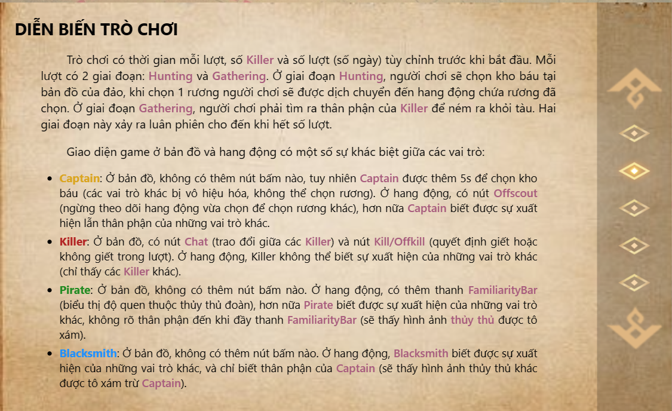 DIỄN BIẾN TRÒ CHƠI
Trò chơi có thời gian mỗi lượt, số Killer và số lượt (số ngày) tùy chỉnh trước khi bắt đầu. Mỗi
lượt có 2 giai đoạn: Hunting và Gathering. Ở giai đoạn Hunting, người chơi sẽ chọn kho báu tại
bản đồ của đảo, khi chọn 1 rương người chơi sẽ được dịch chuyển đến hang động chứa rương đã
chọn. Ở giai đoạn Gathering, người chơi phải tìm ra thân phận của Killer để ném ra khỏi tàu. Hai
giai đoạn này xảy ra luân phiên cho đến khi hết số lượt.
Giao diện game ở bản đồ và hang động có một số sự khác biệt giữa các vai trò:
• Captain: Ở bản đồ, không có thêm nút bấm nào, tuy nhiên Captain được thêm 5s để chọn kho
báu (các vai trò khác bị vô hiệu hóa, không thể chọn rương). Ở hang động, có nút Offscout
(ngừng theo dõi hang động vừa chọn để chọn rương khác), hơn nữa Captain biết được sự xuất
hiện lẫn thân phận của những vai trò khác.
• Killer: Ở bản đồ, có nút Chat (trao đổi giữa các Killer) và nút Kill/Offkill (quyết định giết hoặc
không giết trong lượt). Ở hang động, Killer không thể biết sự xuất hiện của những vai trò khác
(chỉ thấy các Killer khác).
• Pirate: Ở bản đồ, không có thêm nút bấm nào. Ở hang động, có thêm thanh FamiliarityBar
(biểu thị độ quen thuộc thủy thủ đoàn), hơn nữa Pirate biết được sự xuất hiện của những vai trò
khác, không rõ thân phận đến khi đầy thanh FamiliarityBar (sẽ thấy hình ảnh thủy thủ được tô
xám).
• Blacksmith: Ở bản đồ, không có thêm nút bấm nào. Ở hang động, Blacksmith biết được sự xuất
hiện của những vai trò khác, và chỉ biết thân phận của Captain (sẽ thấy hình ảnh thủy thủ khác
được tô xám trừ Captain).